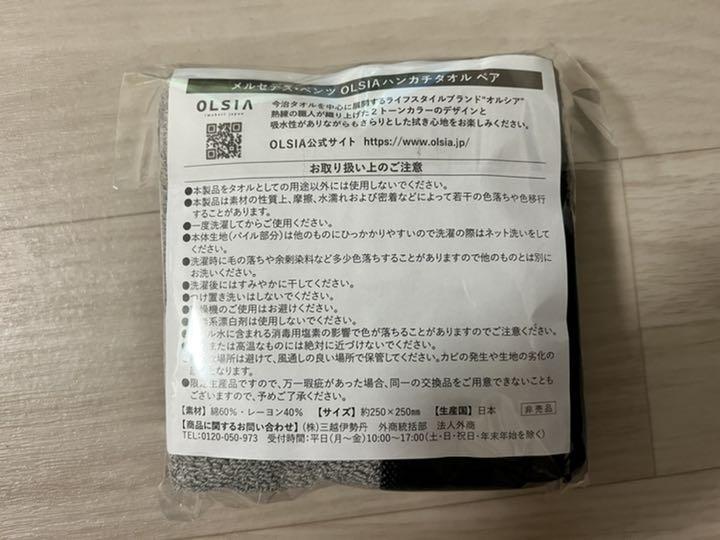 メルセデス・ベンツ OLSIAハンカチタオル ペア
OLSIA
imabari japan
今治タオルを中心に展開するライフスタイルブランド"オルシア"
熟練の職人が織り上げた2トーンカラーのデザインと
吸水性がありながらもさらりとした拭き心地をお楽しみください。
OLSIA公式サイト https://www.olsia.jp/
お取り扱い上のご注意
●本製品をタオルとしての用途以外には使用しないでください。
●本製品は素材の性質上、摩擦、水濡れおよび密着などによって若干の色落ちや色移行
することがあります。
●一度洗濯してからご使用ください。
●本体生地(パイル部分)は他のものにひっかかりやすいので洗濯の際はネット洗いをして
ください。
●洗濯時に毛の落ちや余剰染料など多少色落ちすることがありますので他のものとは別に
お洗いください。
●洗濯後にはすみやかに干してください。
●つけ置き洗いはしないでください。
燥機のご使用はお避けください。
系漂白剤は使用しないでください。
ル水に含まれる消毒用塩素の影響で色が落ちることがありますのでご注意ください。
または高温なものには絶対に近づけないでください。
場所は避けて、風通しの良い場所で保管してください。カビの発生や生地の劣化の
となります。
●限定生産品ですので、万一瑕疵があった場合、同一の交換品をご用意できないことも
ございますので、予めご了承ください。
【素材】綿60%・レーヨン40% 【サイズ】約250×250mm 【生産国】日本 非売品
【商品に関するお問い合わせ】(株)三越伊勢丹 外商統括部 法人外商
TEL:0120-050-973 受付時間:平日(月~金)10:00~17:00(土・日・祝日・年末年始を除く)